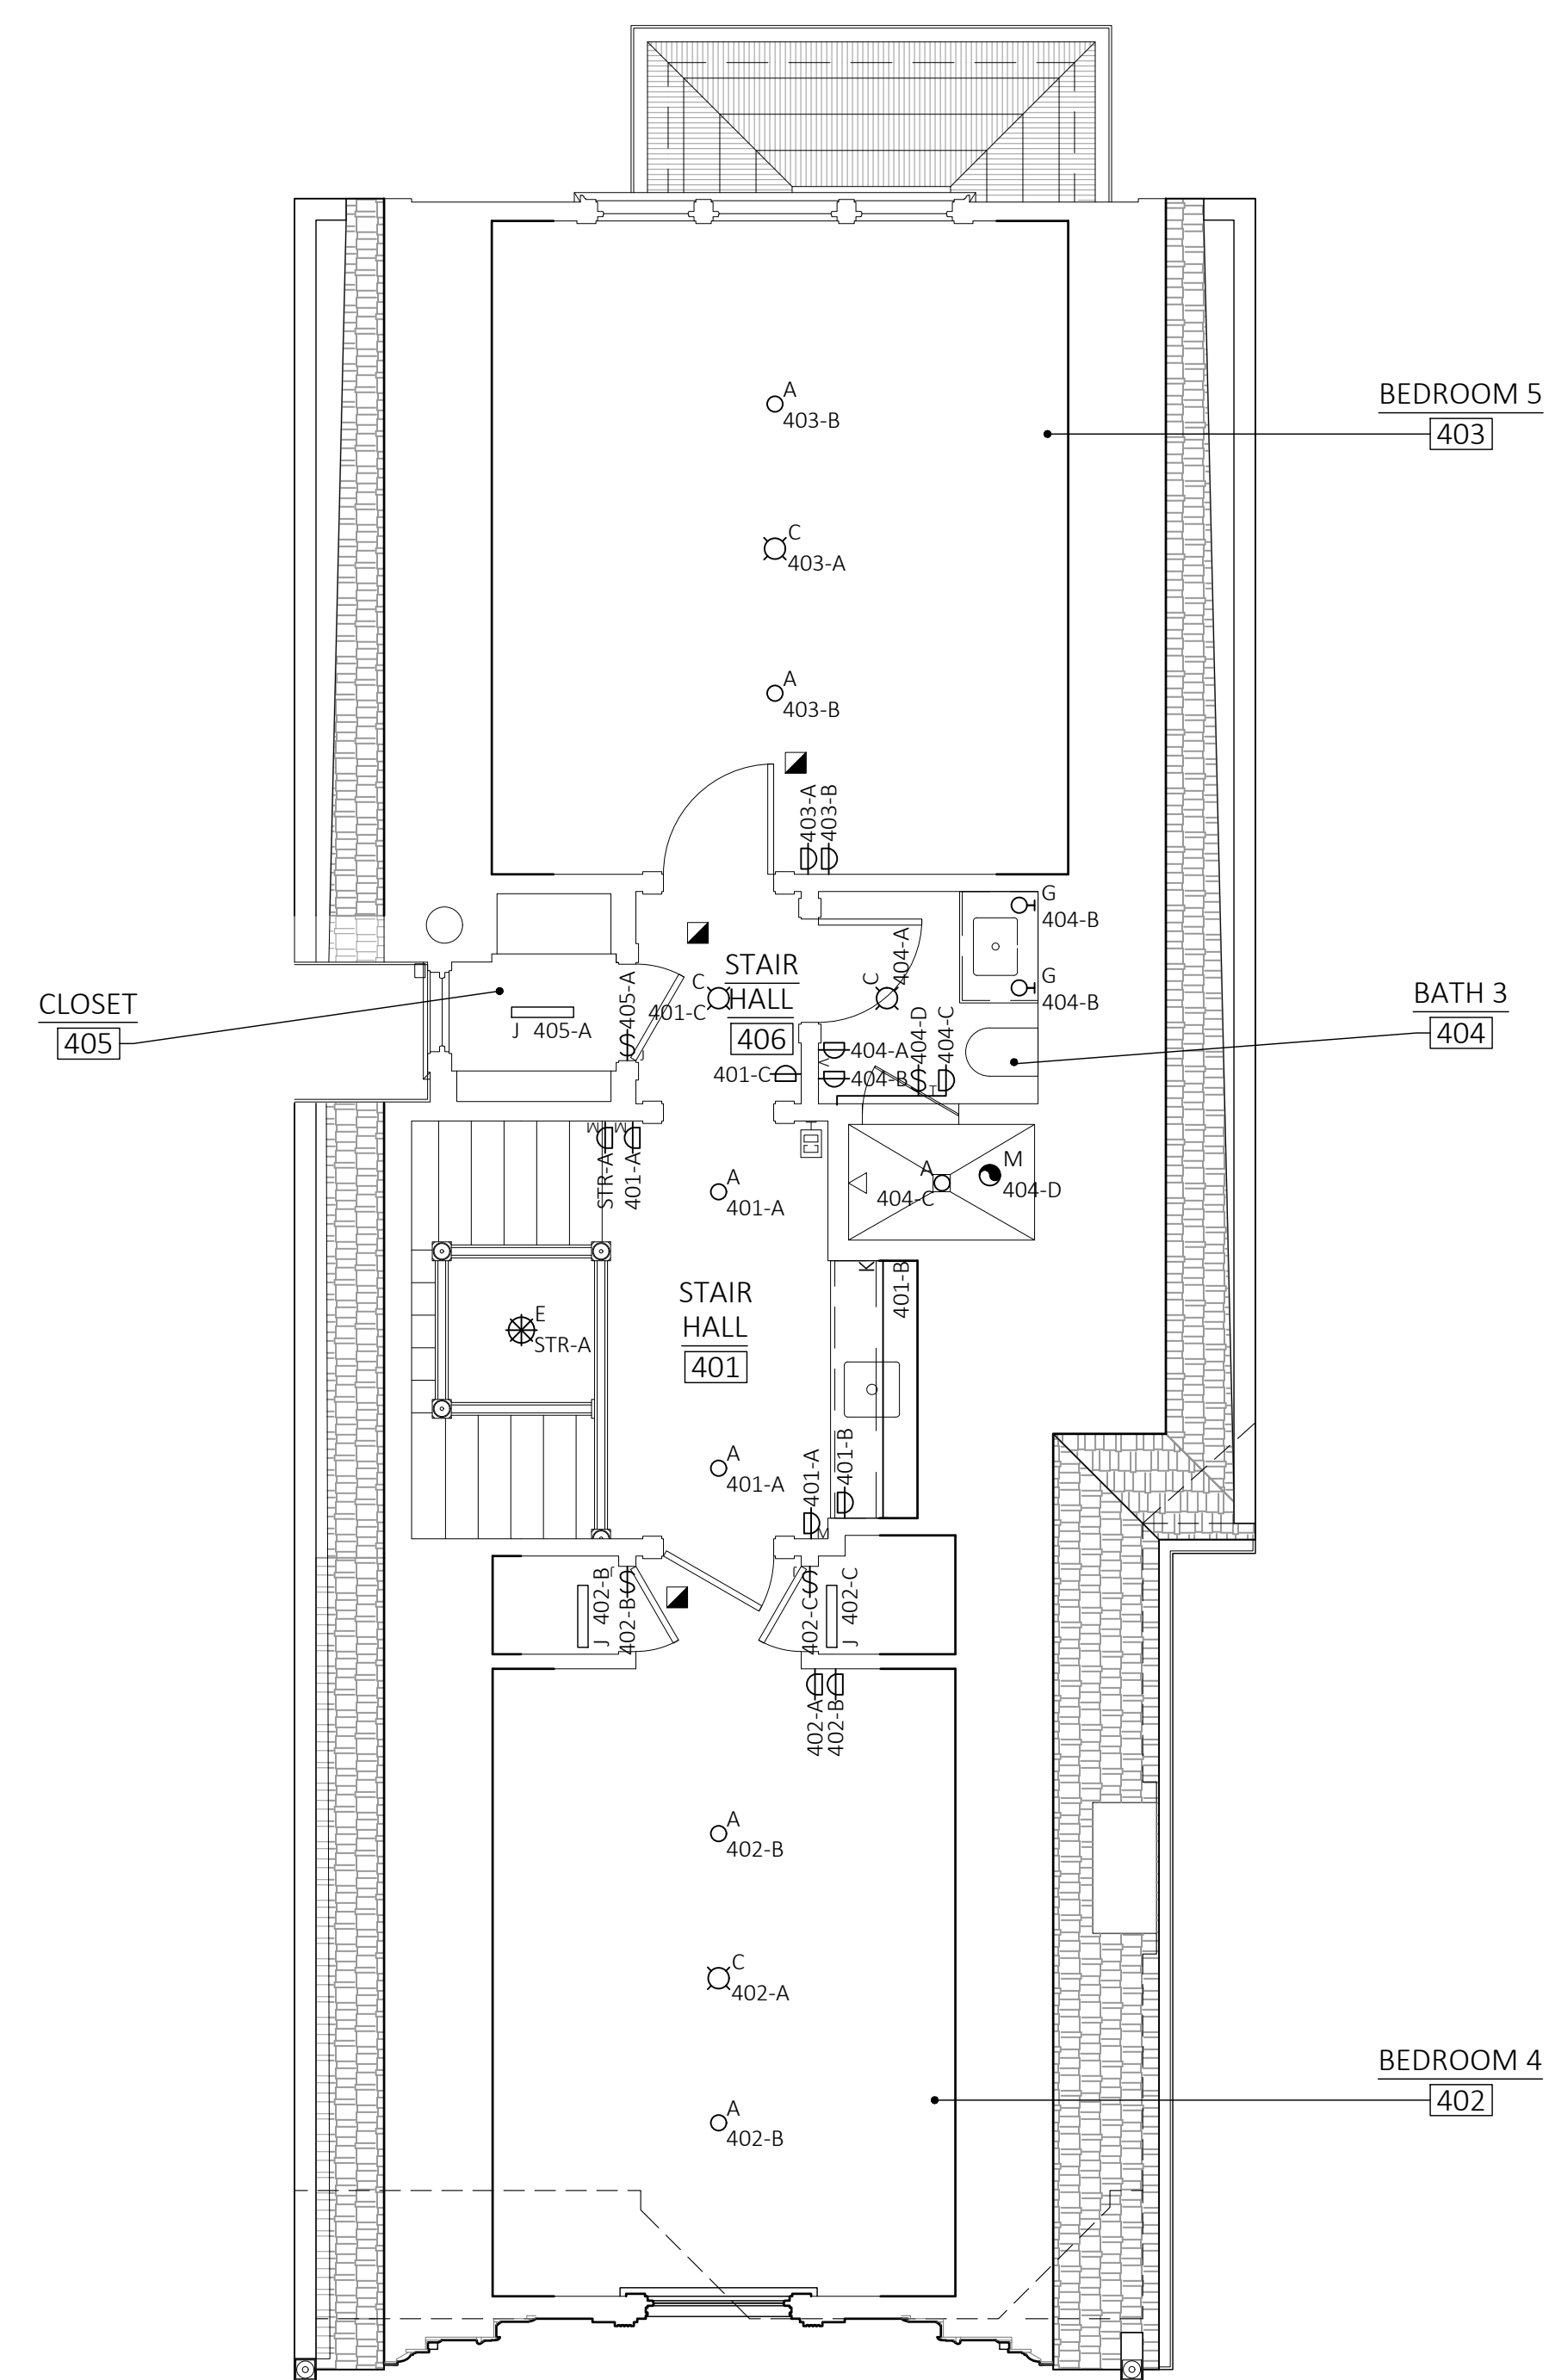 A
403-B
BEDROOM 5
403
C
403-A
A
403-B
403-A
403-B
G
404-B
404-A
STAIR
HALL
406
C
401-C
C
G
404-B
CLOSET
405
J 405-A
405-A
J
BATH 3
404
404-D
404-C
404-A
V
404-B
T
401-C
M
M
STR-A
401-A
CO
A
401-A
A
404-C
M
404-D
K
401-B
STAIR
HALL
401
E
STR-A
A
401-A
401-A
401-B
M
J
J
J 402-B
402-B
402-C
J 402-C
402-A
402-B
A
402-B
C
402-A
BEDROOM 4
402
A
402-B